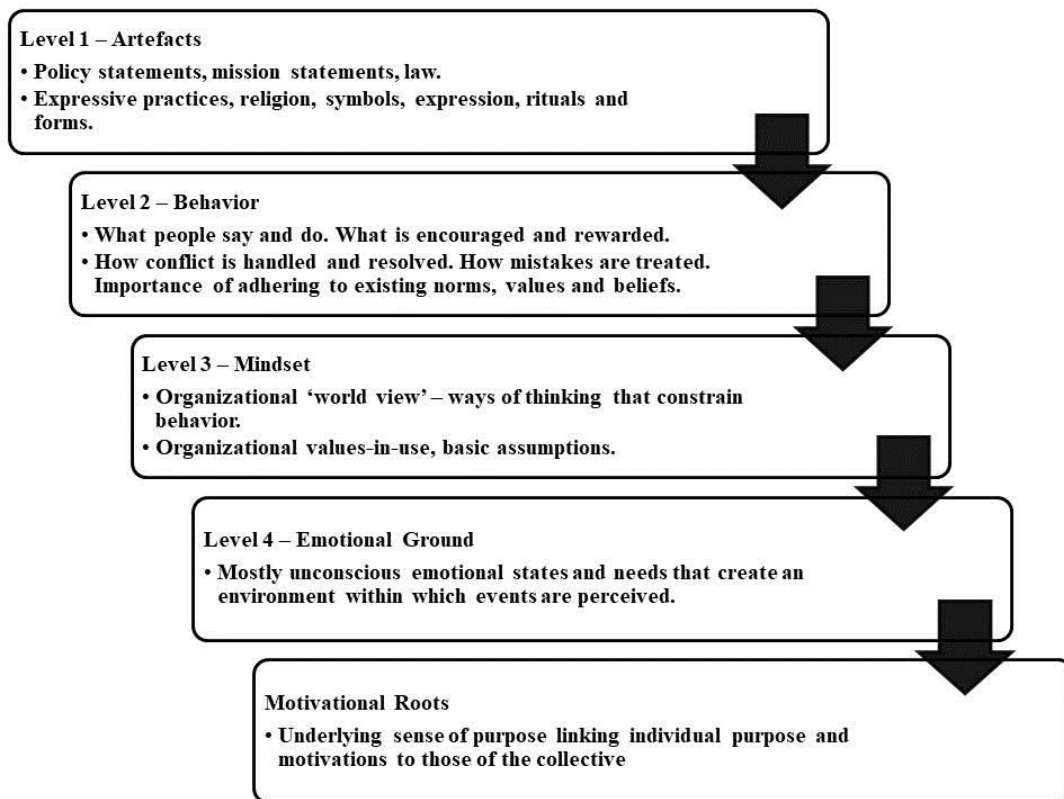 Level 1 – Artefacts
• Policy statements, mission statements, law.
• Expressive practices, religion, symbols, expression, rituals and
forms.
Level 2 – Behavior
• What people say and do. What is encouraged and rewarded.
• How conflict is handled and resolved. How mistakes are treated.
Importance of adhering to existing norms, values and beliefs.
Level 3 – Mindset
• Organizational ‘world view’ – ways of thinking that constrain
behavior.
• Organizational values-in-use, basic assumptions.
Level 4 – Emotional Ground
• Mostly unconscious emotional states and needs that create an
environment within which events are perceived.
Motivational Roots
• Underlying sense of purpose linking individual purpose and
motivations to those of the collective